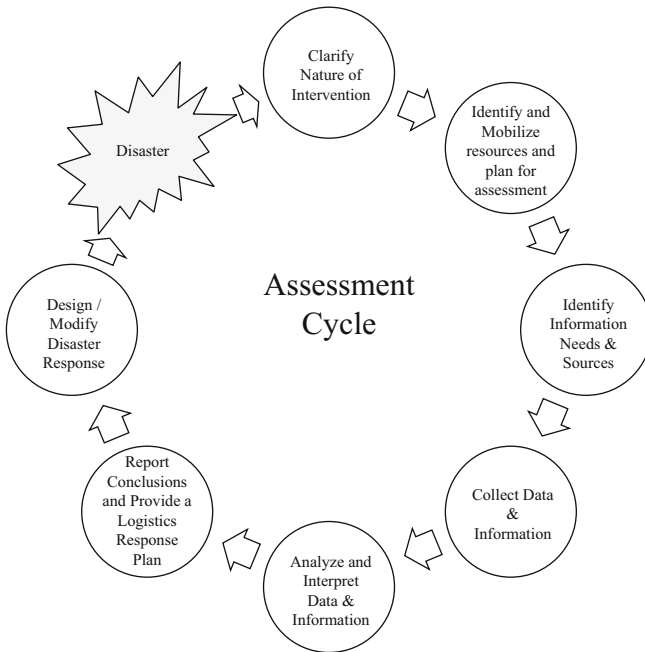 Clarify
Nature of
Intervention
Identify and
Mobilize
resources and
plan for
assessment
Identify
Information
Needs &
Sources
Collect Data
&
Information
Analyze and
Interpret
Data &
Information
Report
Conclusions
and Provide a
Logistics
Response
Plan
Design /
Modify
Disaster
Response
Disaster
Assessment
Cycle